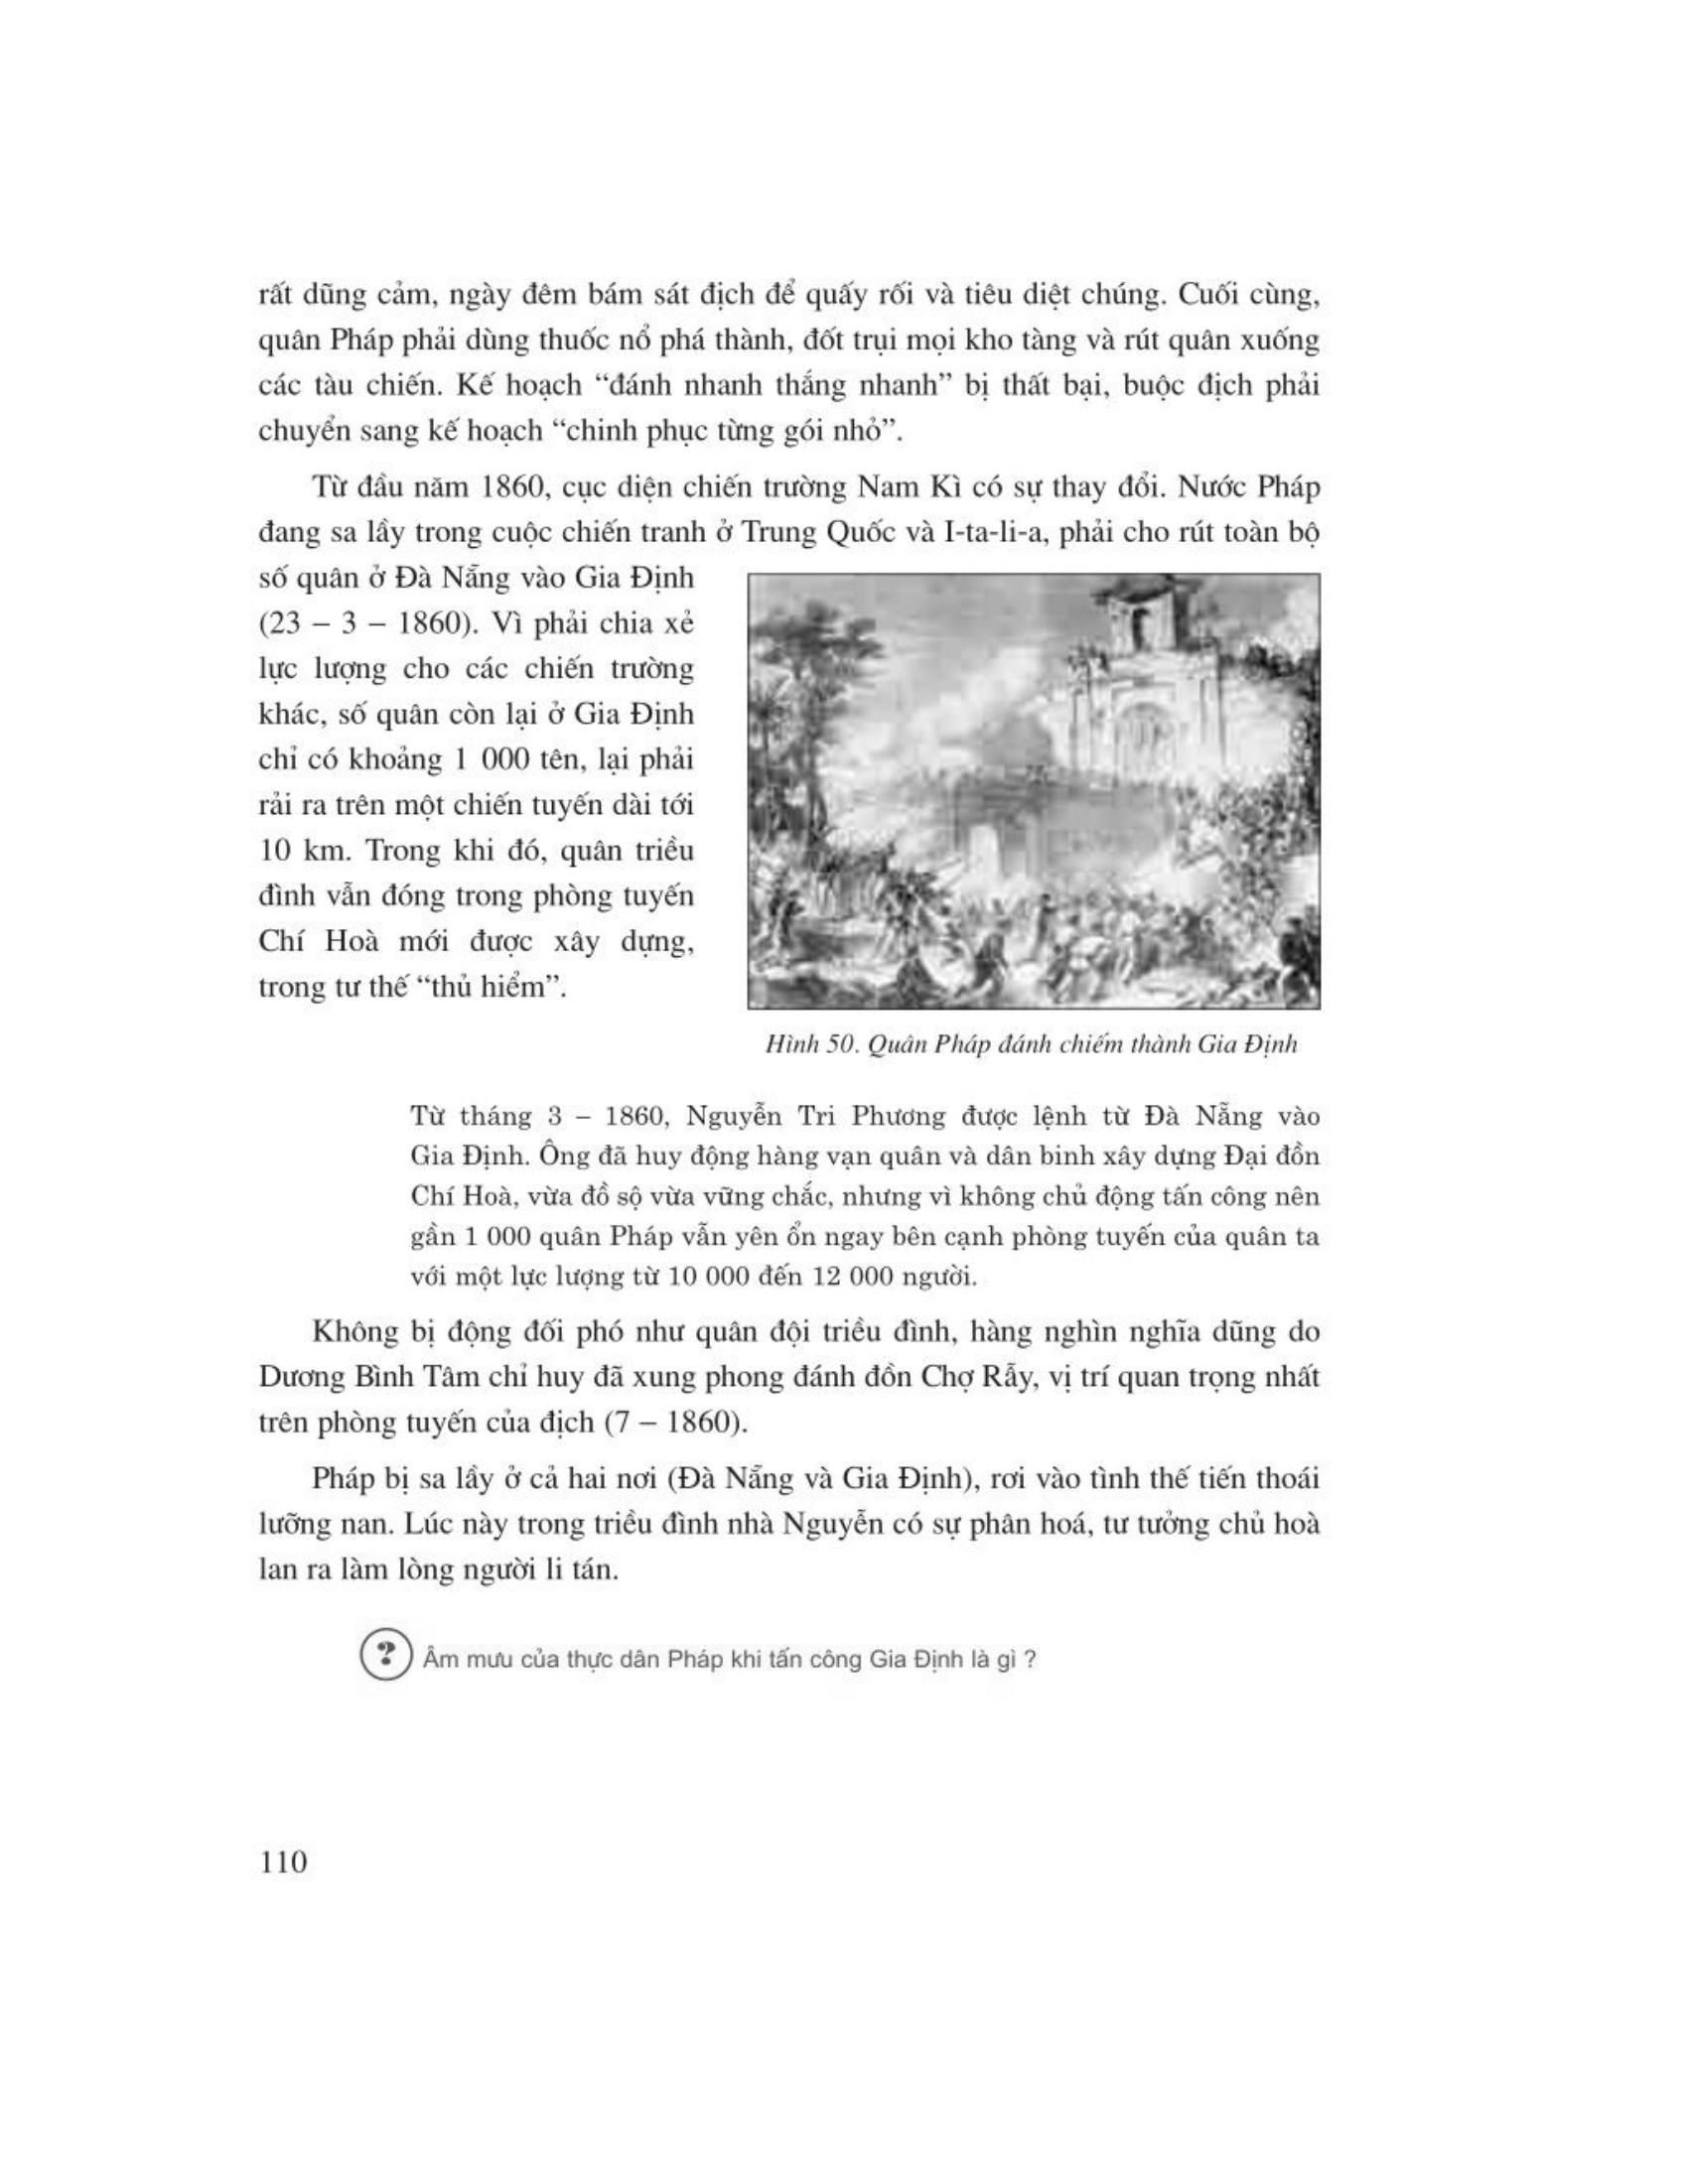 rất dũng cảm, ngày đêm bám sát địch để quấy rối và tiêu diệt chúng. Cuối cùng,
quân Pháp phải dùng thuốc nổ phá thành, đốt trụi mọi kho tàng và rút quân xuống
các tàu chiến. Kế hoạch “đánh nhanh thắng nhanh” bị thất bại, buộc địch phải
chuyển sang kế hoạch “chinh phục từng gói nhỏ”.
Từ đầu năm 1860, cục diện chiến trường Nam Kì có sự thay đổi. Nước Pháp
đang sa lầy trong cuộc chiến tranh ở Trung Quốc và I-ta-li-a, phải cho rút toàn bộ
số quân ở Đà Nẵng vào Gia Định
(23 – 3 – 1860). Vì phải chia xẻ
lực lượng cho các chiến trường
khác, số quân còn lại ở Gia Định
chỉ có khoảng 1 000 tên, lại phải
rải ra trên một chiến tuyến dài tới
10 km. Trong khi đó, quân triều
đình vẫn đóng trong phòng tuyến
Chí Hoà mới được xây dựng,
trong tư thế “thủ hiểm”.
Hình 50. Quân Pháp đánh chiếm thành Gia Định
Từ tháng 3 – 1860, Nguyễn Tri Phương được lệnh từ Đà Nẵng vào
Gia Định. Ông đã huy động hàng vạn quân và dân binh xây dựng Đại đồn
Chí Hoà, vừa đồ sộ vừa vững chắc, nhưng vì không chủ động tấn công nên
gần 1 000 quân Pháp vẫn yên ổn ngay bên cạnh phòng tuyến của quân ta
với một lực lượng từ 10 000 đến 12 000 người.
Không bị động đối phó như quân đội triều đình, hàng nghìn nghĩa dũng do
Dương Bình Tâm chỉ huy đã xung phong đánh đồn Chợ Rẫy, vị trí quan trọng nhất
trên phòng tuyến của địch (7 – 1860).
Pháp bị sa lầy ở cả hai nơi (Đà Nẵng và Gia Định), rơi vào tình thế tiến thoái
lưỡng nan. Lúc này trong triều đình nhà Nguyễn có sự phân hoá, tư tưởng chủ hoà
lan ra làm lòng người li tán.
? Âm mưu của thực dân Pháp khi tấn công Gia Định là gì ?
110